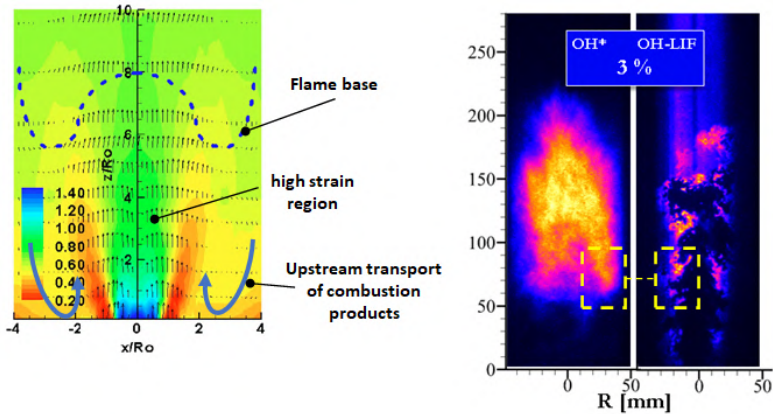 10
8
6
4
2
z/Ro
1.40
1.20
1.00
0.80
0.60
0.40
0.20
-4
-2
0
2
4
x/Ro
Flame base
high strain
region
Upstream transport
of combustion
products
OH* OH-LIF
3 %
250
200
150
100
50
0
0
50
0
50
R [mm]